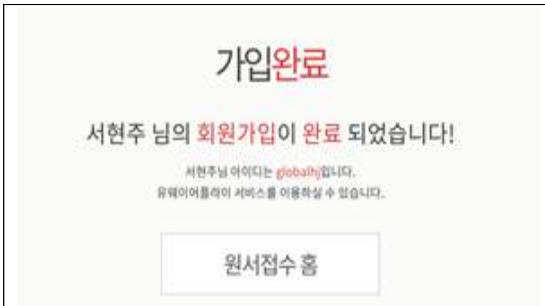 가입완료
서현주 님의 회원가입이 완료 되었습니다!
서현주님 아이디는 globalhj입니다.
유웨이어플라이 서비스를 이용하실 수 있습니다.
원서접수 홈